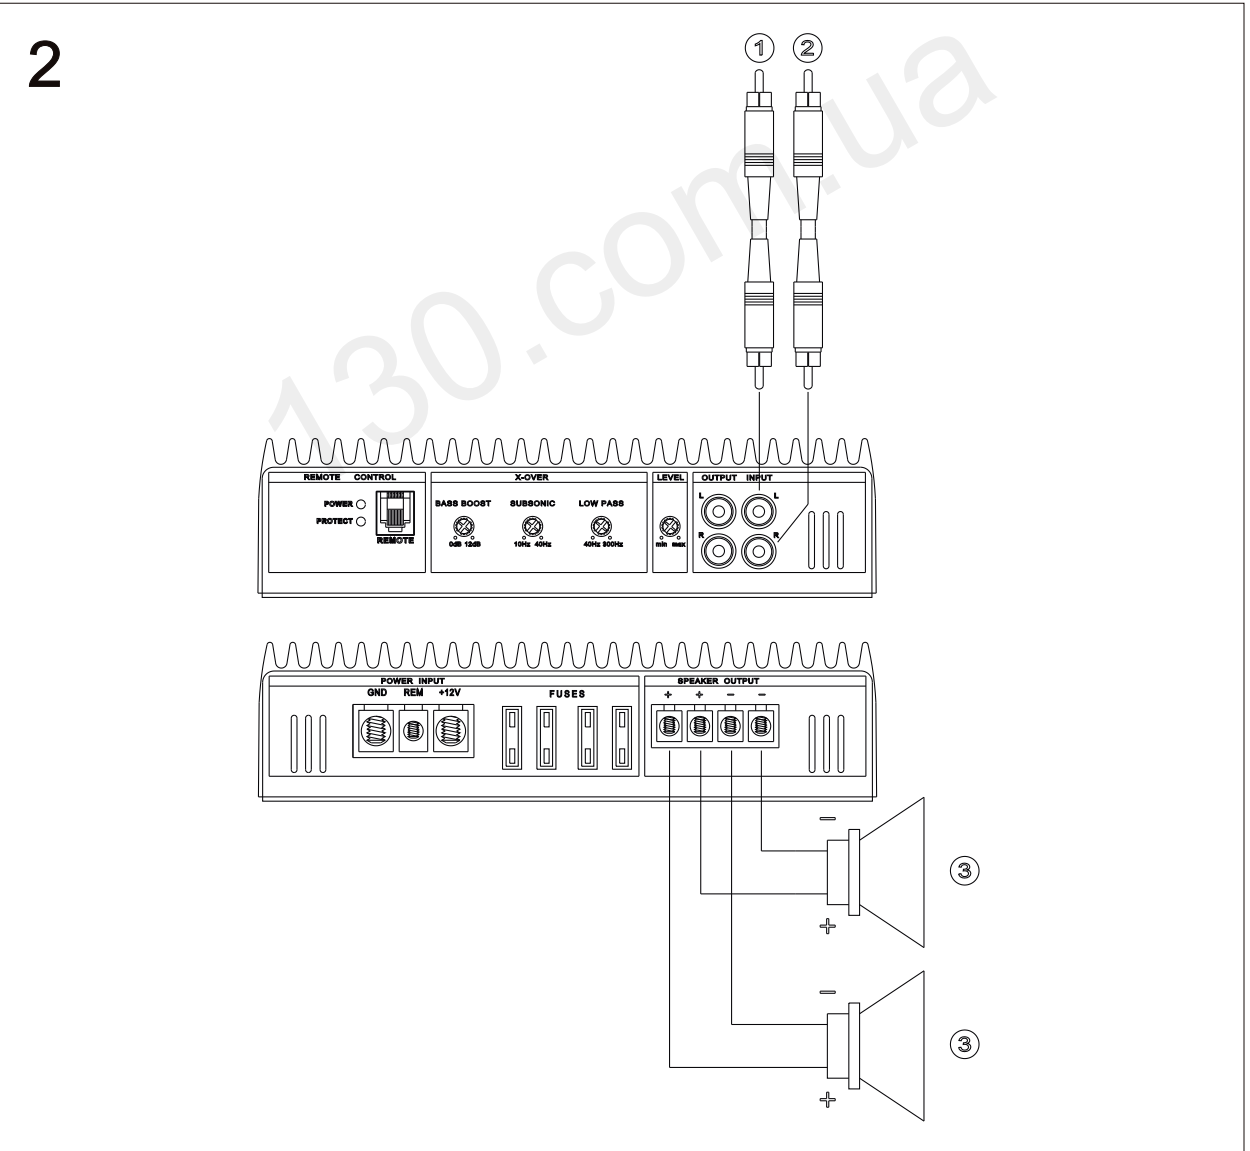 2
1 2
130.com.ua
REMOTE CONTROL X-OVER LEVEL OUTPUT INPUT
POWER
PROTECT
REMOTE
BASS BOOST SUBSONIC LOW PASS
0dB 12dB 10Hz 40Hz 40Hz 300Hz
min max
L L
R R
POWER INPUT SPEAKER OUTPUT
GND REM +12V FUSES + + − −
−
3
+
−
3
+